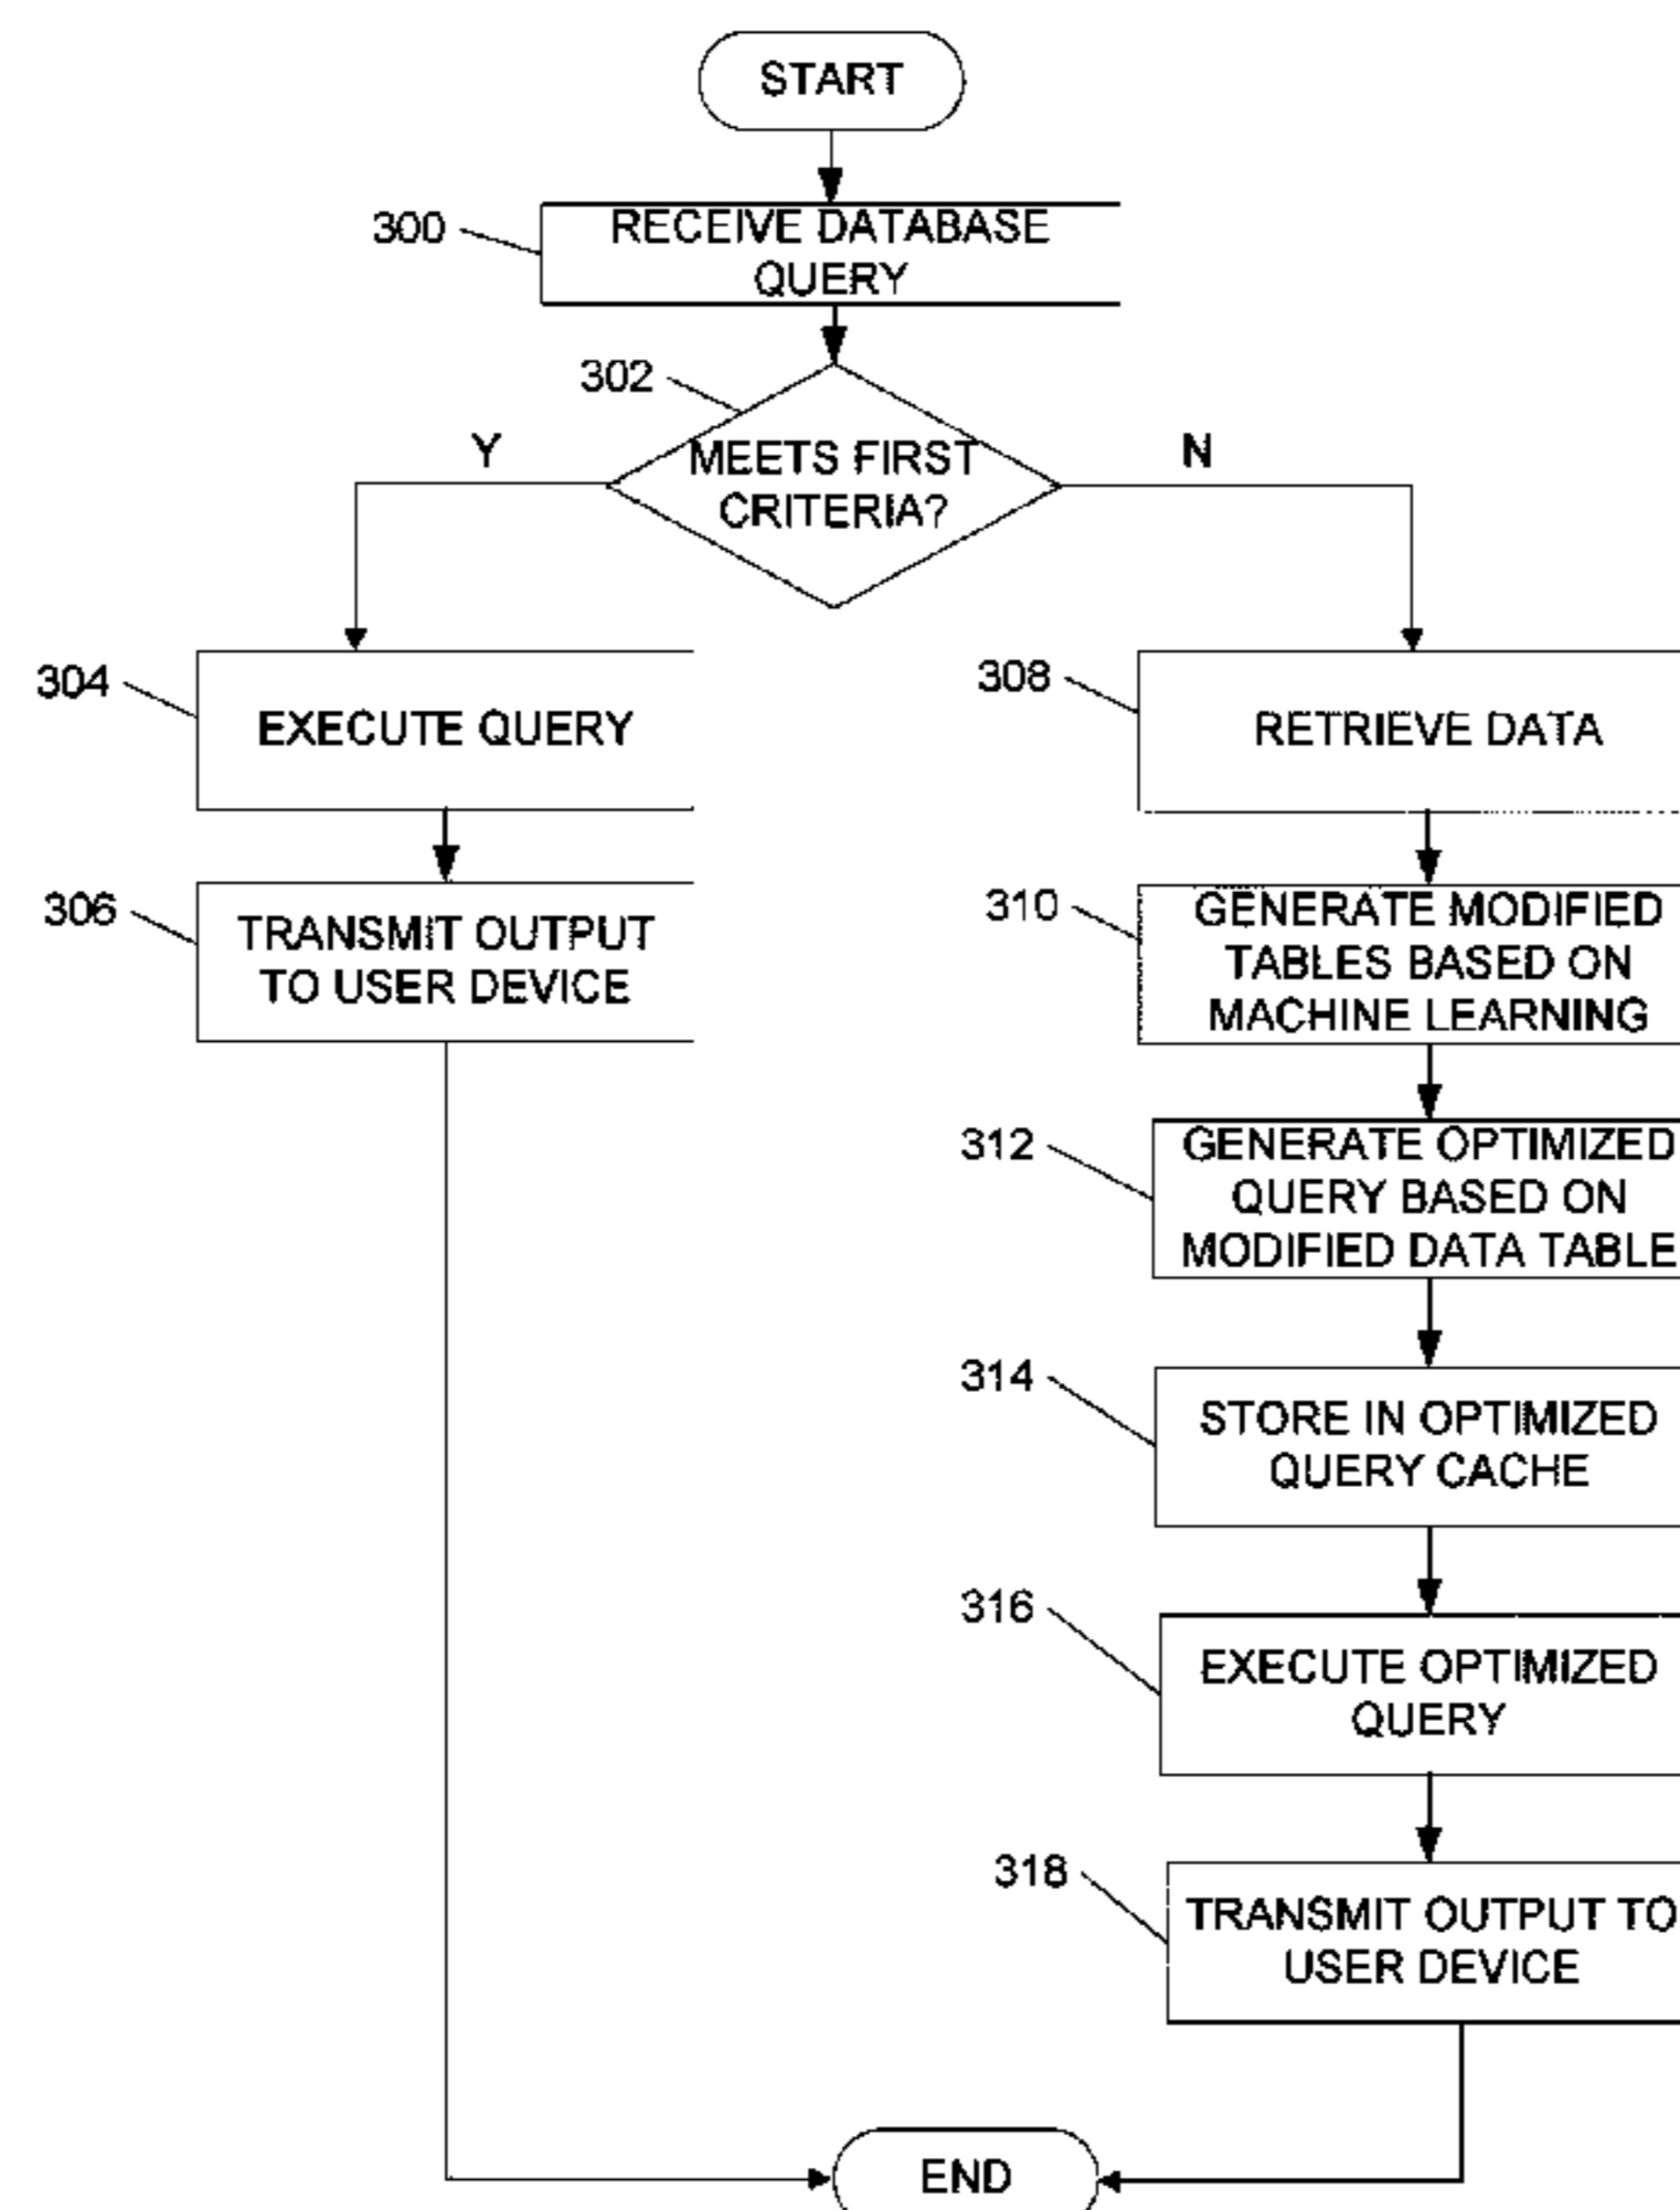 START
300
RECEIVE DATABASE
QUERY
302
MEETS FIRST
CRITERIA?
Y
N
304
EXECUTE QUERY
306
TRANSMIT OUTPUT
TO USER DEVICE
308
RETRIEVE DATA
310
GENERATE MODIFIED
TABLES BASED ON
MACHINE LEARNING
312
GENERATE OPTIMIZED
QUERY BASED ON
MODIFIED DATA TABLE
314
STORE IN OPTIMIZED
QUERY CACHE
316
EXECUTE OPTIMIZED
QUERY
318
TRANSMIT OUTPUT TO
USER DEVICE
END